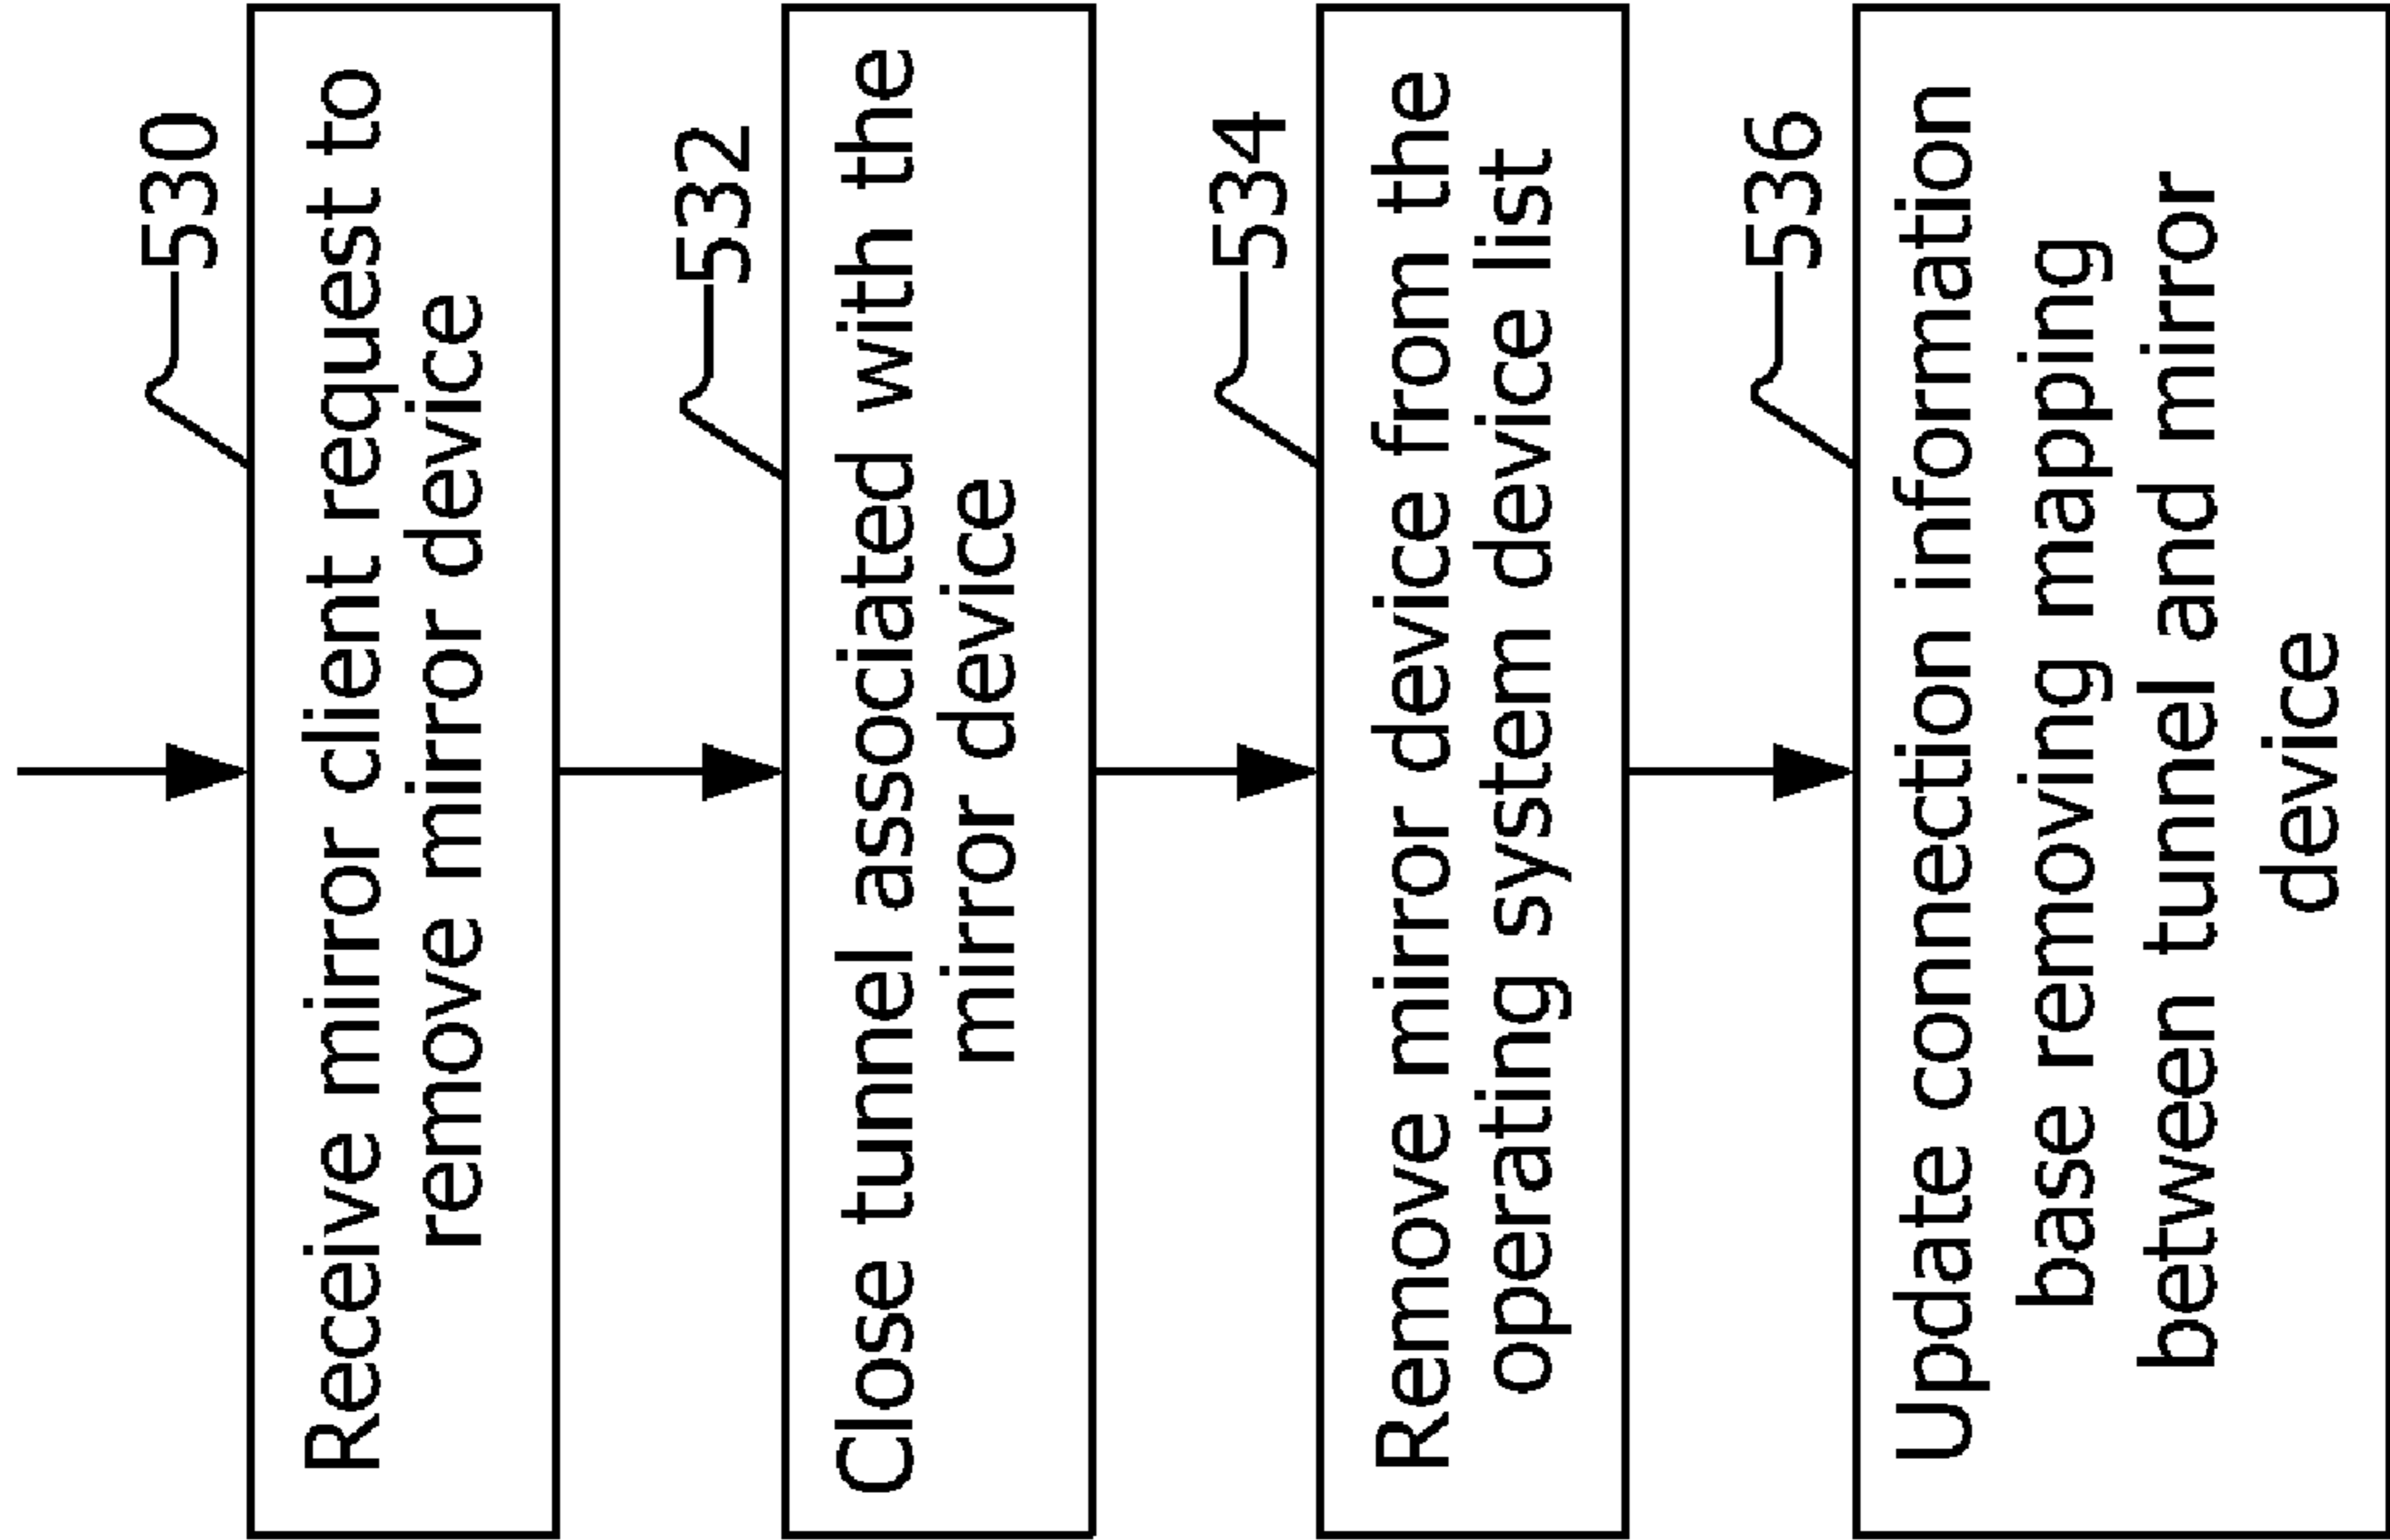 530
Receive mirror client request to
remove mirror device
532
Close tunnel associated with the
mirror device
534
Remove mirror device from the
operating system device list
536
Update connection information
base removing mapping
between tunnel and mirror
device